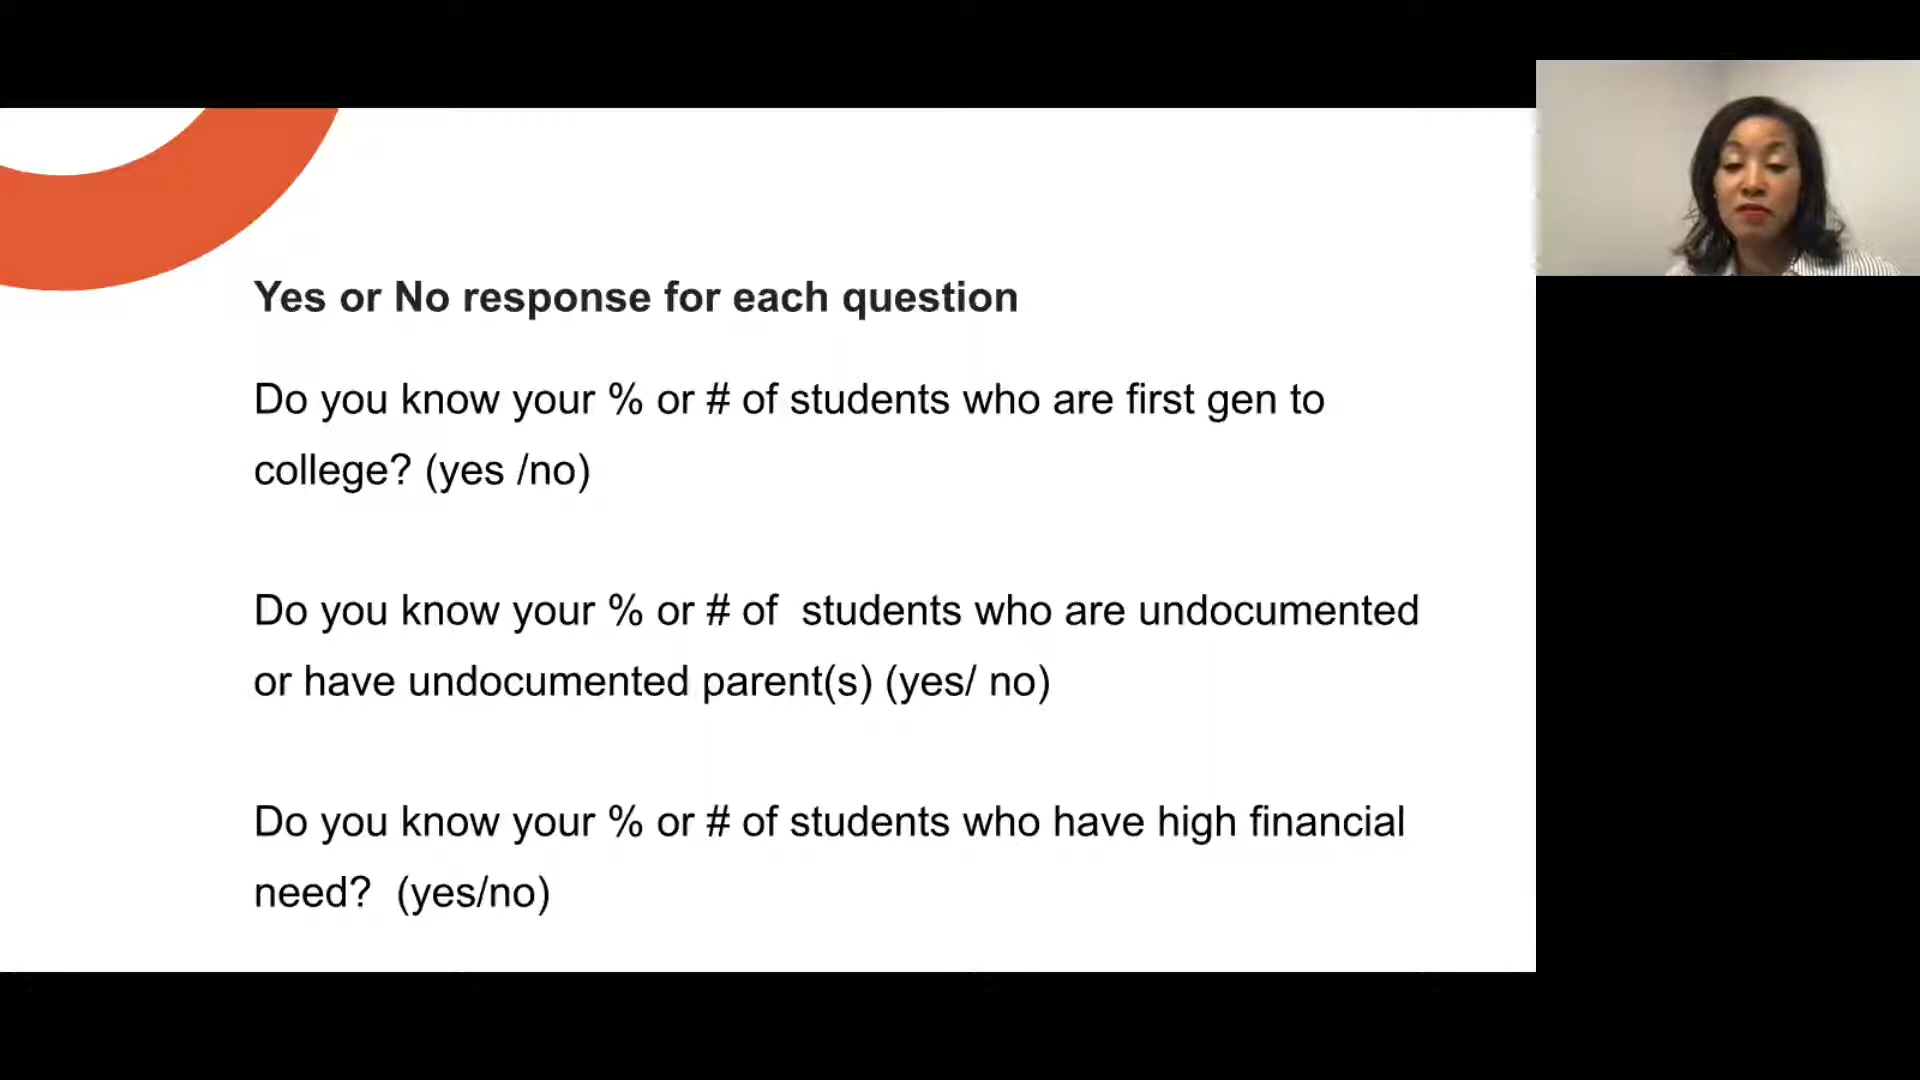 Yes or No response for each question
Do you know your % or # of students who are first gen to
college? (yes /no)
Do you know your % or # of  students who are undocumented
or have undocumented parent(s) (yes/ no)
Do you know your % or # of students who have high financial
need?  (yes/no)